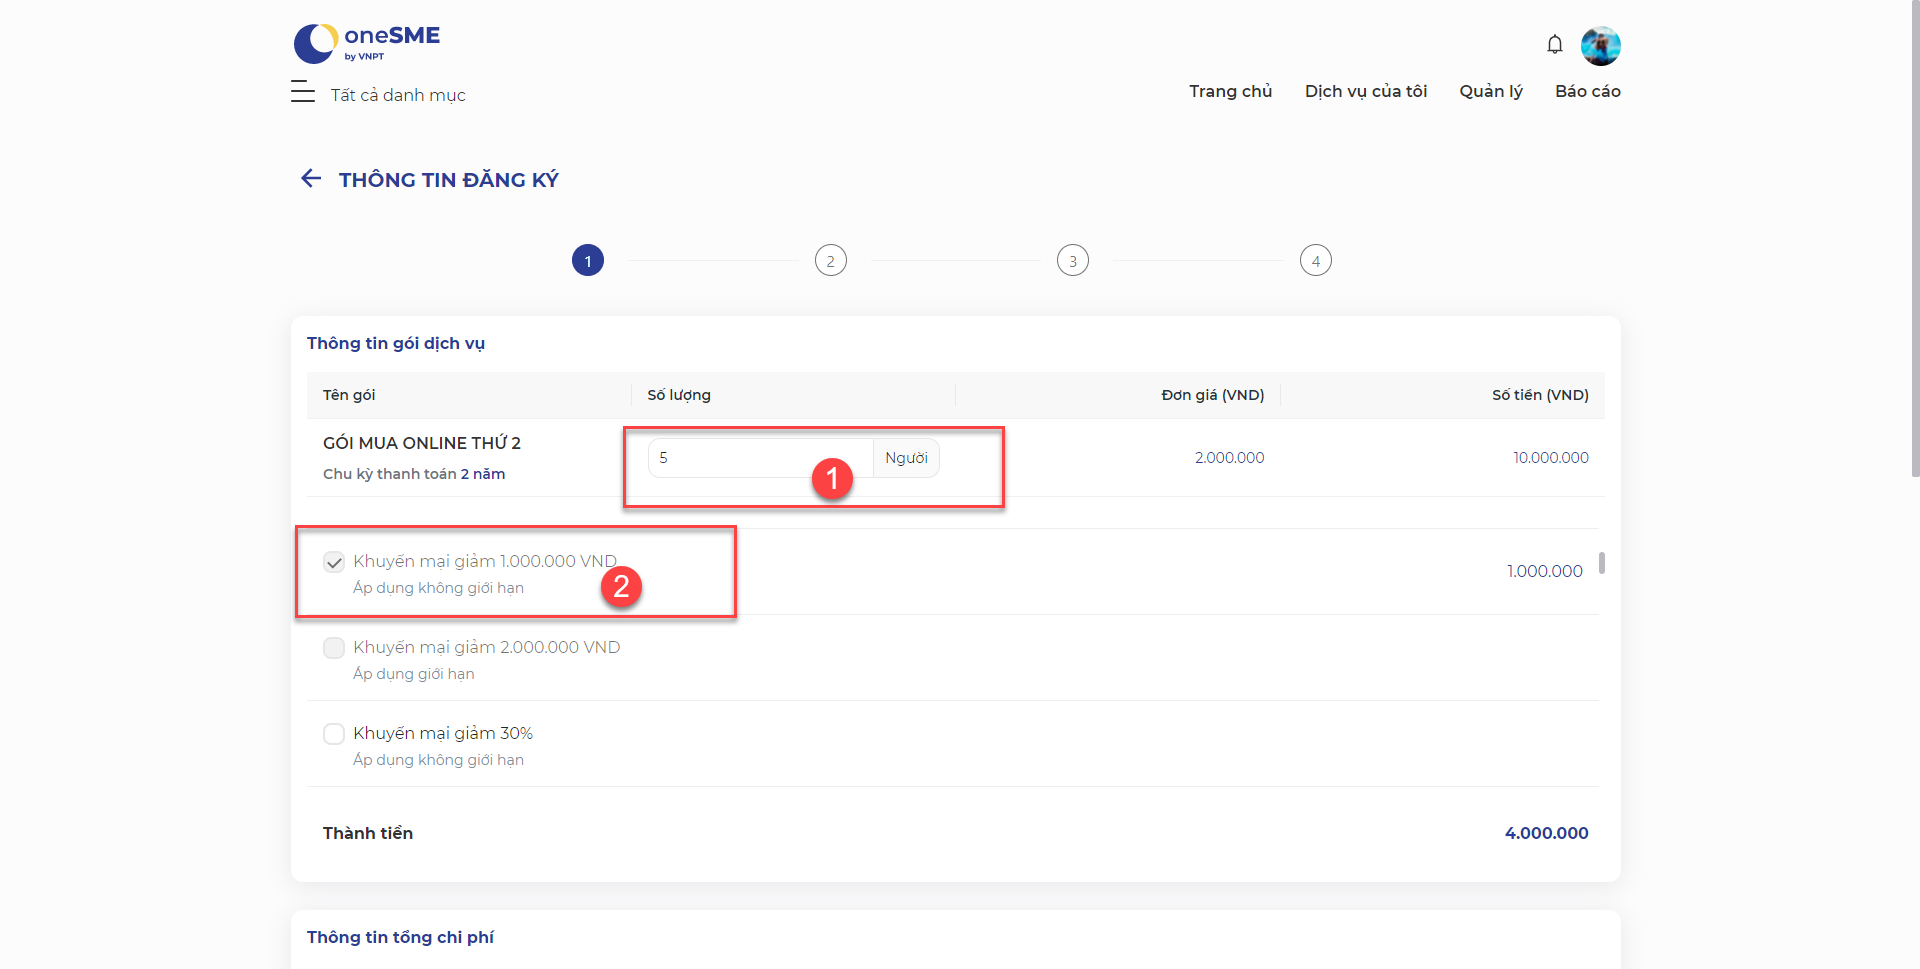 oneSME
by VNPT
Tất cả danh mục
Trang chủ
Dịch vụ của tôi
Quản lý
Báo cáo
THÔNG TIN ĐĂNG KÝ
1
2
3
4
Thông tin gói dịch vụ
Tên gói
Số lượng
Đơn giá (VND)
Số tiền (VND)
GÓI MUA ONLINE THỨ 2
Chu kỳ thanh toán 2 năm
5
Người
1
2.000.000
10.000.000
Khuyến mại giảm 1.000.000 VND
Áp dụng không giới hạn
2
1.000.000
Khuyến mại giảm 2.000.000 VND
Áp dụng giới hạn
Khuyến mại giảm 30%
Áp dụng không giới hạn
Thành tiền
4.000.000
Thông tin tổng chi phí